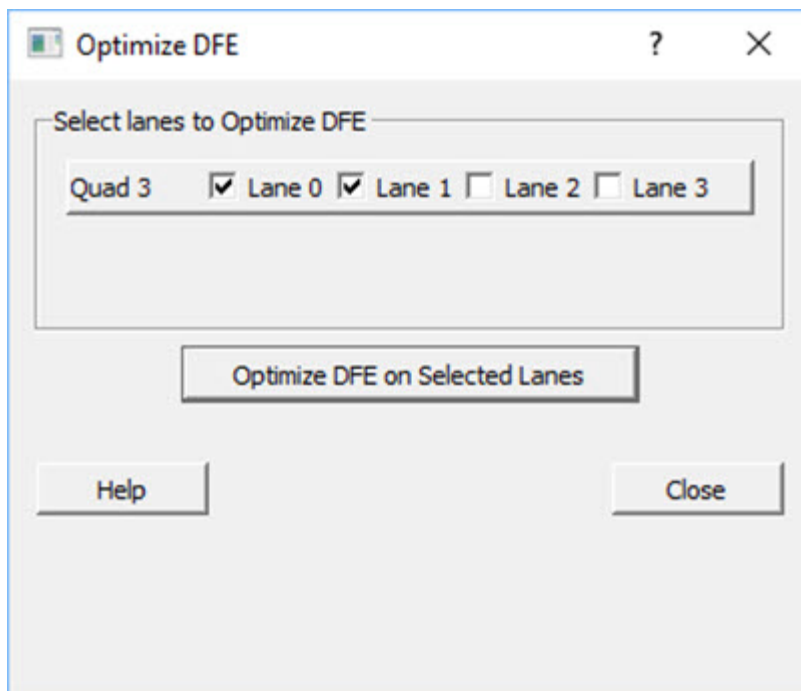 Optimize DFE ?
Select lanes to Optimize DFE
Quad 3 Lane 0 Lane 1 Lane 2 Lane 3
Optimize DFE on Selected Lanes
Help Close